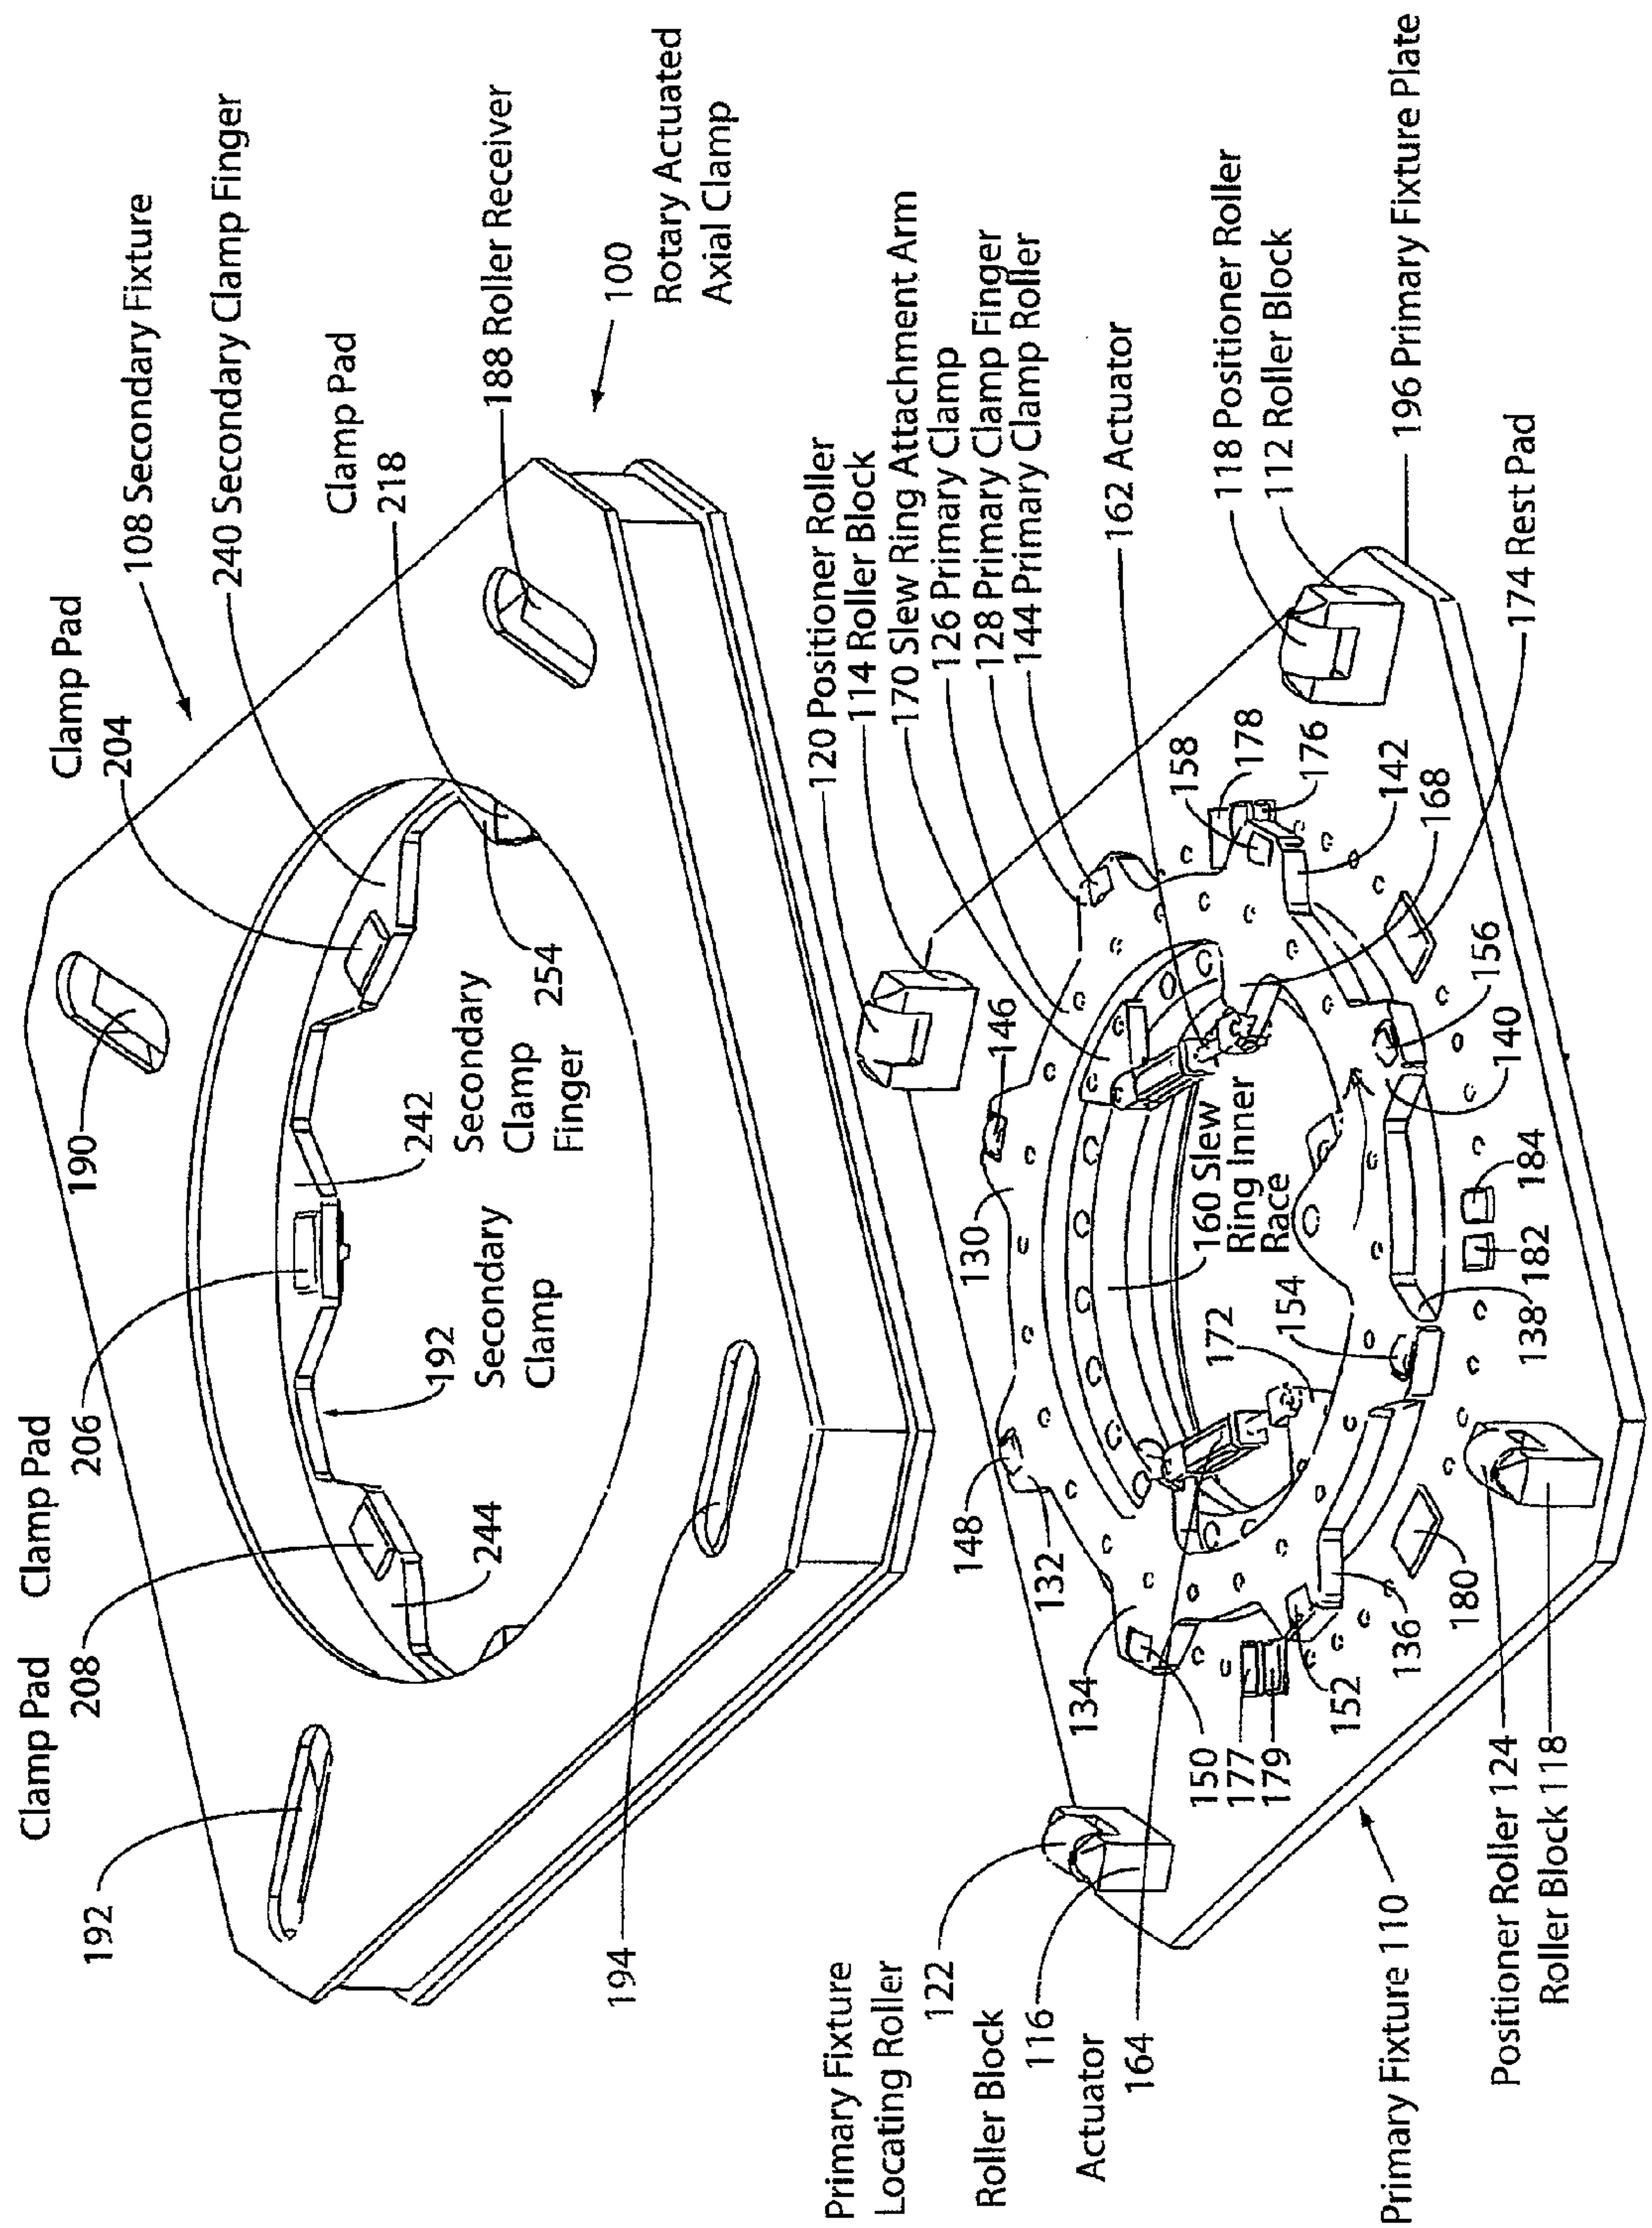 108 Secondary Fixture
240 Secondary Clamp Finger
Clamp Pad
218
188 Roller Receiver
100
Rotary Actuated
Axial Clamp
Clamp Pad
204
190
242
Secondary
Clamp
Finger
254
Secondary
Clamp
Finger
192
Secondary
Clamp
Clamp Pad
206
Clamp Pad
208
244
192
194
120 Positioner Roller
114 Roller Block
170 Slew Ring Attachment Arm
126 Primary Clamp
128 Primary Clamp Finger
144 Primary Clamp Roller
162 Actuator
118 Positioner Roller
112 Roller Block
196 Primary Fixture Plate
174 Rest Pad
158
178
176
142
168
156
140
184
182
138
146
130
160 Slew
Ring Inner
Race
172
154
148
132
134
150
177
179
152
136
180
Primary Fixture
Locating Roller
122
Roller Block
116
Actuator
164
Primary Fixture 110
Positioner Roller 124
Roller Block 118